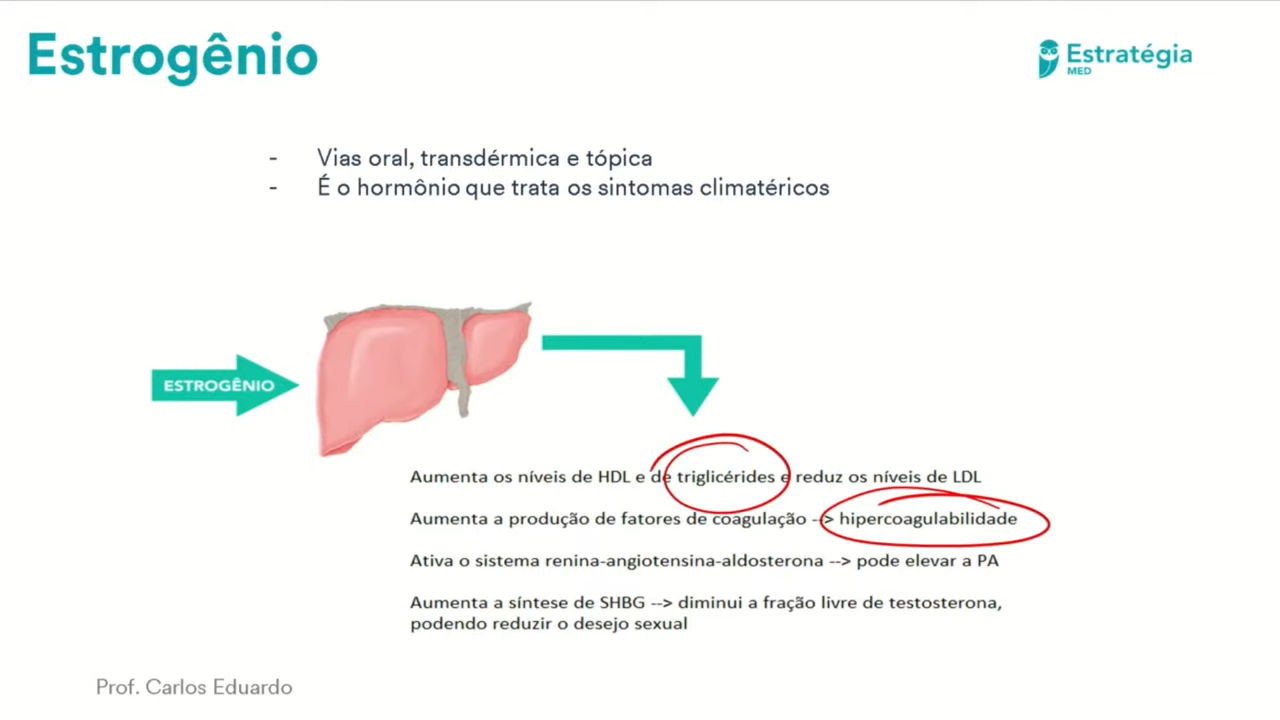 Estrogênio
Estratégia
MED
- Vias oral, transdérmica e tópica
- É o hormônio que trata os sintomas climatéricos
ESTROGÊNIO
Aumenta os níveis de HDL e de triglicérides e reduz os níveis de LDL
Aumenta a produção de fatores de coagulação --> hipercoagulabilidade
Ativa o sistema renina-angiotensina-aldosterona --> pode elevar a PA
Aumenta a síntese de SHBG --> diminui a fração livre de testosterona,
podendo reduzir o desejo sexual
Prof. Carlos Eduardo